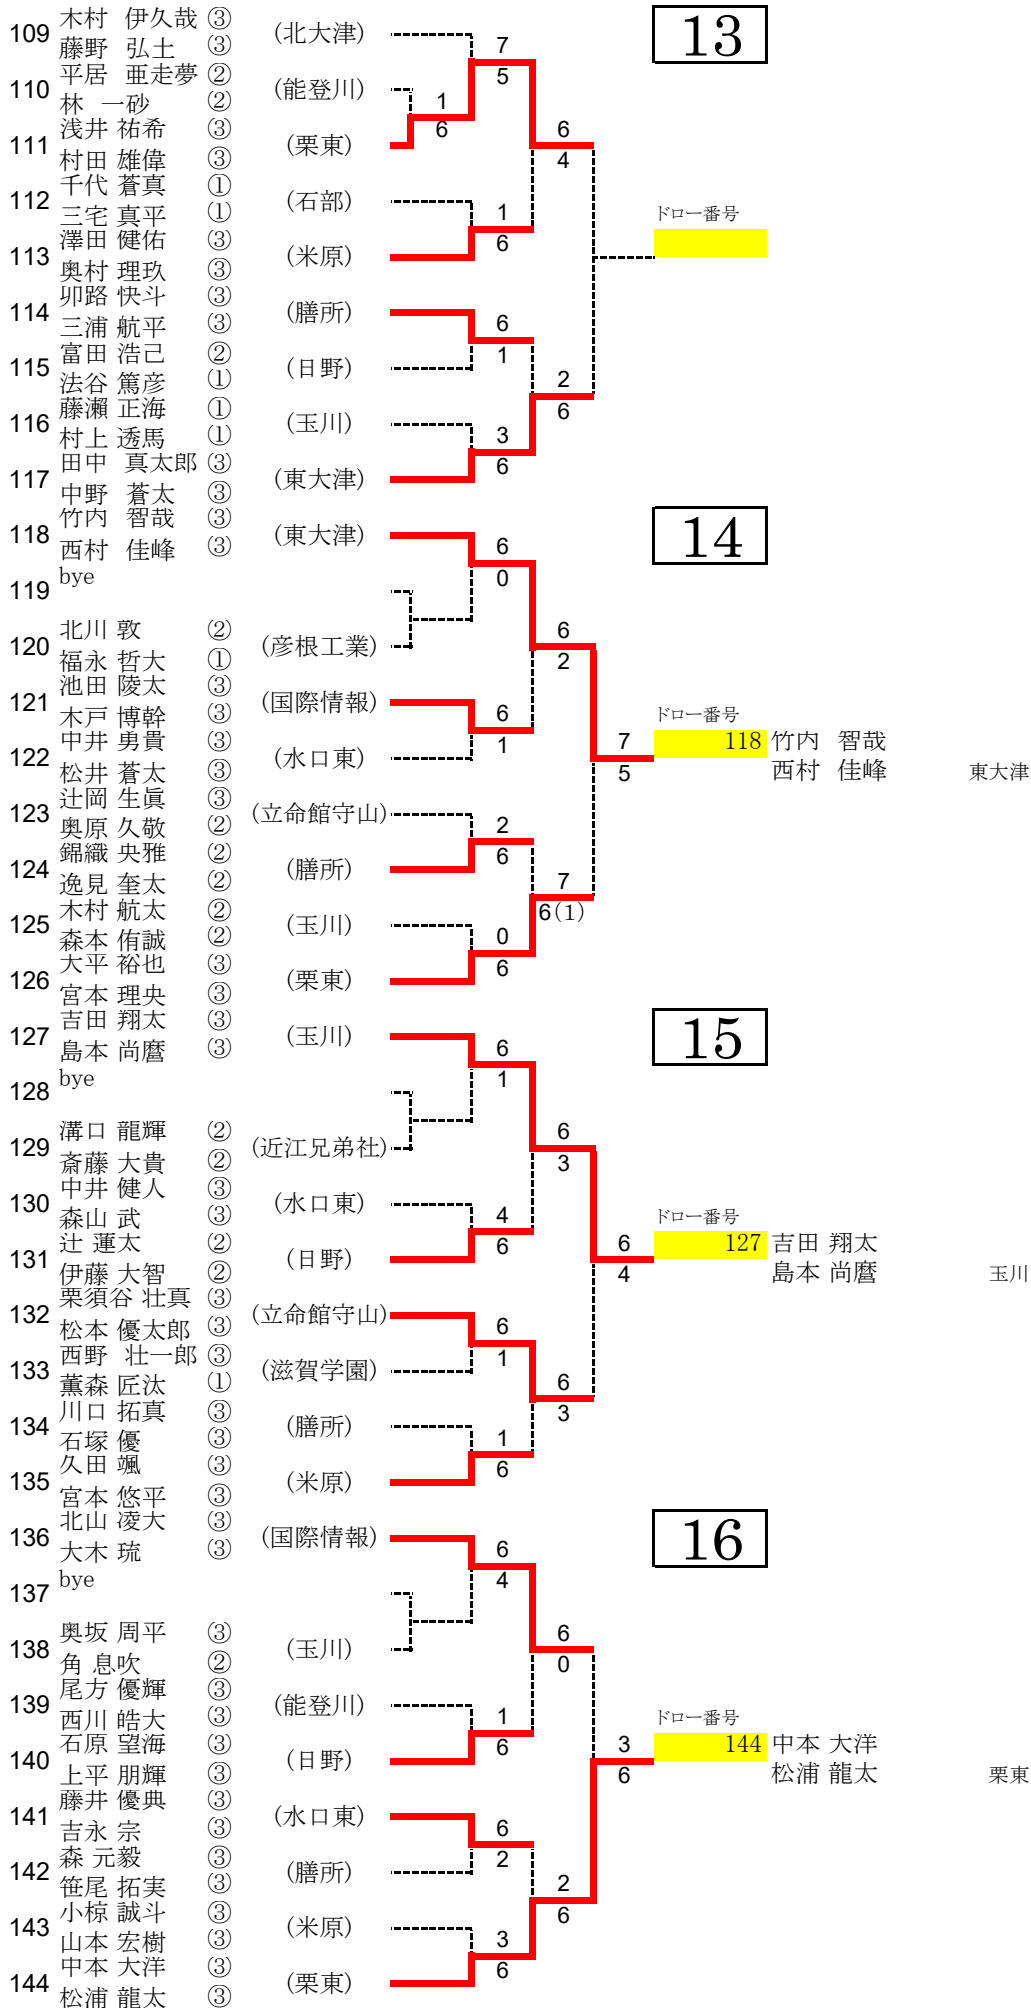 木村 伊久哉 ③
109 (北大津)
藤野 弘土 ③
7
5
平居 亜走夢 ②
110 (能登川)
林 一砂 ②
1
6
浅井 祐希 ③
111 (栗東)
村田 雄偉 ③
6
4
千代 蒼真 ①
112 (石部)
三宅 真平 ①
1
6
澤田 健佑 ③
113 (米原)
奥村 理玖 ③
13
ドロー番号
卯路 快斗 ③
114 (膳所)
三浦 航平 ③
6
1
富田 浩己 ②
115 (日野)
法谷 篤彦 ①
2
6
藤瀬 正海 ①
116 (玉川)
村上 透馬 ①
3
6
田中 真太郎 ③
117 (東大津)
中野 蒼太 ③
竹内 智哉 ③
118 (東大津)
西村 佳峰 ③
14
6
0
bye
119
6
2
北川 敦 ②
120 (彦根工業)
福永 哲大 ①
池田 陵太 ③
121 (国際情報)
木戸 博幹 ③
6
1
中井 勇貴 ③
122 (水口東)
松井 蒼太 ③
7
5
ドロー番号
118 竹内 智哉
西村 佳峰 東大津
辻岡 生眞 ③
123 (立命館守山)
奥原 久敬 ②
2
6
錦織 央雅 ②
124 (膳所)
逸見 奎太 ②
7
6(1)
木村 航太 ②
125 (玉川)
森本 侑誠 ②
0
6
大平 裕也 ③
126 (栗東)
宮本 理央 ③
吉田 翔太 ③
127 (玉川)
島本 尚麿 ③
15
6
1
bye
128
6
3
溝口 龍輝 ②
129 (近江兄弟社)
斎藤 大貴 ②
中井 健人 ③
130 (水口東)
森山 武 ③
4
6
辻 蓮太 ②
131 (日野)
伊藤 大智 ②
6
4
ドロー番号
127 吉田 翔太
島本 尚麿 玉川
栗須谷 壮真 ③
132 (立命館守山)
松本 優太郎 ③
6
1
西野 壮一郎 ③
133 (滋賀学園)
薫森 匠汰 ①
6
3
川口 拓真 ③
134 (膳所)
石塚 優 ③
1
6
久田 颯 ③
135 (米原)
宮本 悠平 ③
北山 凌大 ③
136 (国際情報)
大木 琉 ③
16
6
4
bye
137
6
0
奥坂 周平 ③
138 (玉川)
角 息吹 ②
尾方 優輝 ③
139 (能登川)
西川 皓大 ③
1
6
石原 望海 ③
140 (日野)
上平 朋輝 ③
3
6
ドロー番号
144 中本 大洋
松浦 龍太 栗東
藤井 優典 ③
141 (水口東)
吉永 宗 ③
6
2
森 元毅 ③
142 (膳所)
笹尾 拓実 ③
2
6
小椋 誠斗 ③
143 (米原)
山本 宏樹 ③
3
6
中本 大洋 ③
144 (栗東)
松浦 龍太 ③